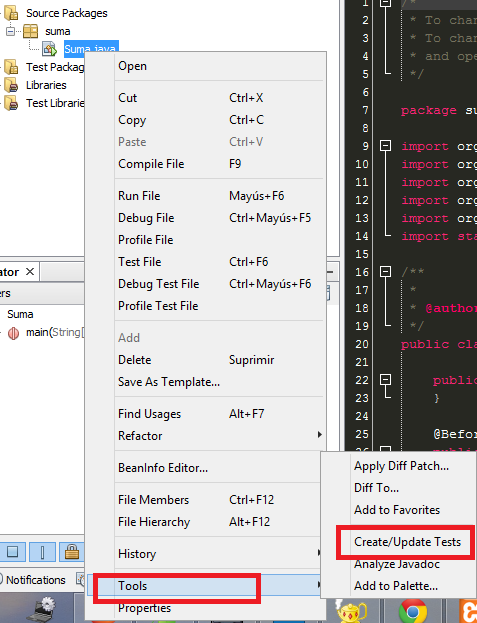 Source Packages
suma
Suma.java
Test Packag
Libraries
Test Librarie
Open
Cut Ctrl+X
Copy Ctrl+C
Paste Ctrl+V
Compile File F9
Run File Mayús+F6
Debug File Ctrl+Mayús+F5
Profile File
Test File Ctrl+F6
Debug Test File Ctrl+Mayús+F6
Profile Test File
Add
Delete Suprimir
Save As Template...
Find Usages Alt+F7
Refactor
BeanInfo Editor...
File Members Ctrl+F12
File Hierarchy Alt+F12
History
Tools
Properties
Apply Diff Patch...
Diff To...
Add to Favorites
Create/Update Tests
Analyze Javadoc
Add to Palette...
ator
ers
Suma
main(String[
Notifications
1 /*
2 * To chan
3 * To chan
4 * and ope
5 */
6
7 package su
8
9 import org
10 import org
11 import org
12 import org
13 import org
14 import sta
15
16 /**
17 *
18 * @author
19 */
20 public cla
21
22 public
23 }
24
25 @Befor
26 publi